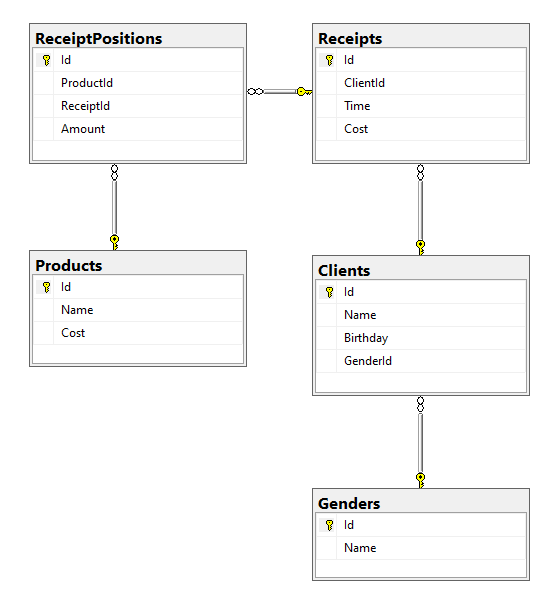 ReceiptPositions
Id
ProductId
ReceiptId
Amount
Receipts
Id
ClientId
Time
Cost
Products
Id
Name
Cost
Clients
Id
Name
Birthday
GenderId
Genders
Id
Name